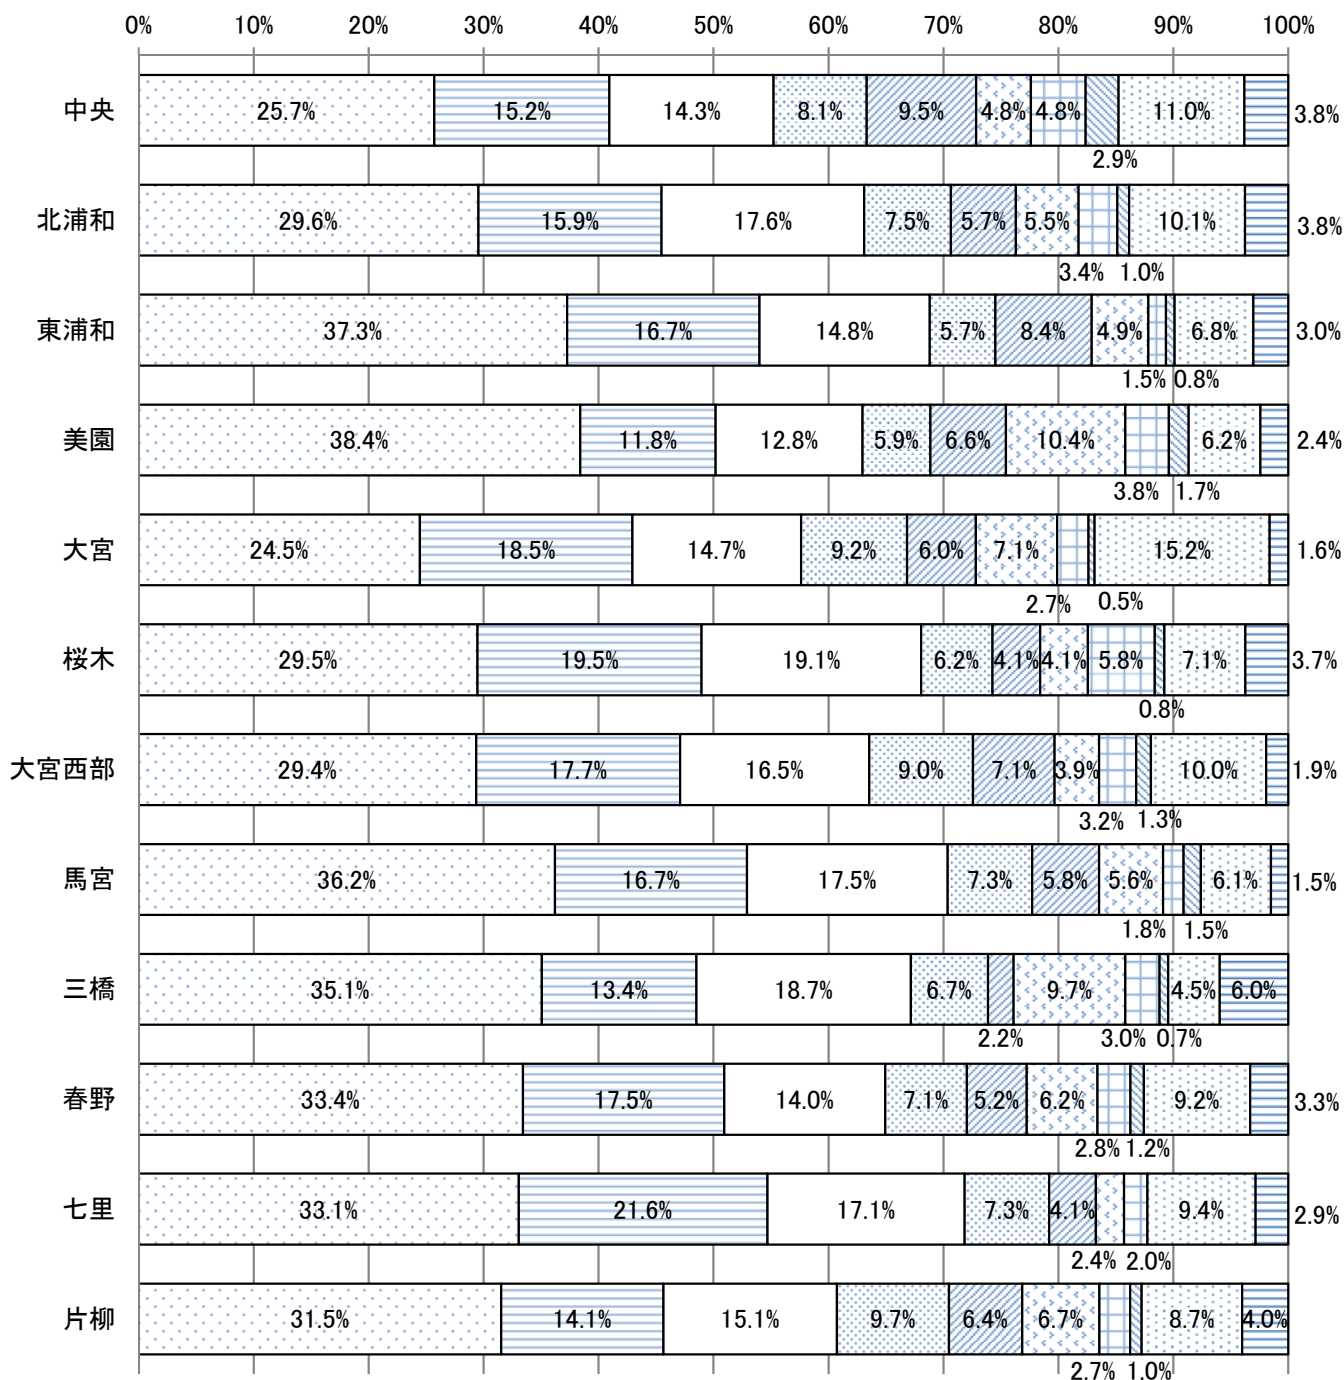 0% 10% 20% 30% 40% 50% 60% 70% 80% 90% 100%
中央 25.7% 15.2% 14.3% 8.1% 9.5% 4.8% 4.8% 11.0% 3.8%
2.9%
北浦和 29.6% 15.9% 17.6% 7.5% 5.7% 5.5% 10.1% 3.8%
3.4% 1.0%
東浦和 37.3% 16.7% 14.8% 5.7% 8.4% 4.9% 6.8% 3.0%
1.5% 0.8%
美園 38.4% 11.8% 12.8% 5.9% 6.6% 10.4% 6.2% 2.4%
3.8% 1.7%
大宮 24.5% 18.5% 14.7% 9.2% 6.0% 7.1% 15.2% 1.6%
2.7% 0.5%
桜木 29.5% 19.5% 19.1% 6.2% 4.1% 4.1% 5.8% 7.1% 3.7%
0.8%
大宮西部 29.4% 17.7% 16.5% 9.0% 7.1% 3.9% 10.0% 1.9%
3.2% 1.3%
馬宮 36.2% 16.7% 17.5% 7.3% 5.8% 5.6% 6.1% 1.5%
1.8% 1.5%
三橋 35.1% 13.4% 18.7% 6.7% 9.7% 4.5% 6.0%
2.2% 3.0% 0.7%
春野 33.4% 17.5% 14.0% 7.1% 5.2% 6.2% 9.2% 3.3%
2.8% 1.2%
七里 33.1% 21.6% 17.1% 7.3% 4.1% 9.4% 2.9%
2.4% 2.0%
片柳 31.5% 14.1% 15.1% 9.7% 6.4% 6.7% 8.7% 4.0%
2.7% 1.0%